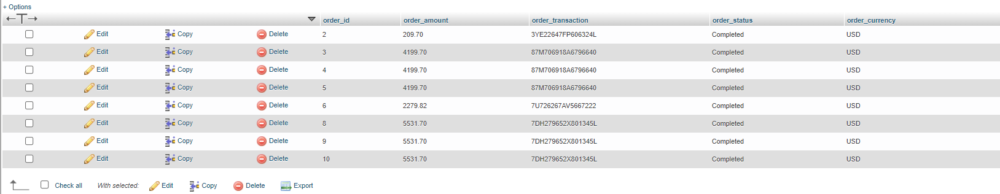 + Options
order_id order_amount order_transaction order_status order_currency
Edit Copy Delete 2 209.70 3YE22647FP606324L Completed USD
Edit Copy Delete 3 4199.70 87M706918A6796640 Completed USD
Edit Copy Delete 4 4199.70 87M706918A6796640 Completed USD
Edit Copy Delete 5 4199.70 87M706918A6796640 Completed USD
Edit Copy Delete 6 2279.82 7U726267AV5667222 Completed USD
Edit Copy Delete 8 5531.70 7DH279652X801345L Completed USD
Edit Copy Delete 9 5531.70 7DH279652X801345L Completed USD
Edit Copy Delete 10 5531.70 7DH279652X801345L Completed USD
Check all With selected: Edit Copy Delete Export